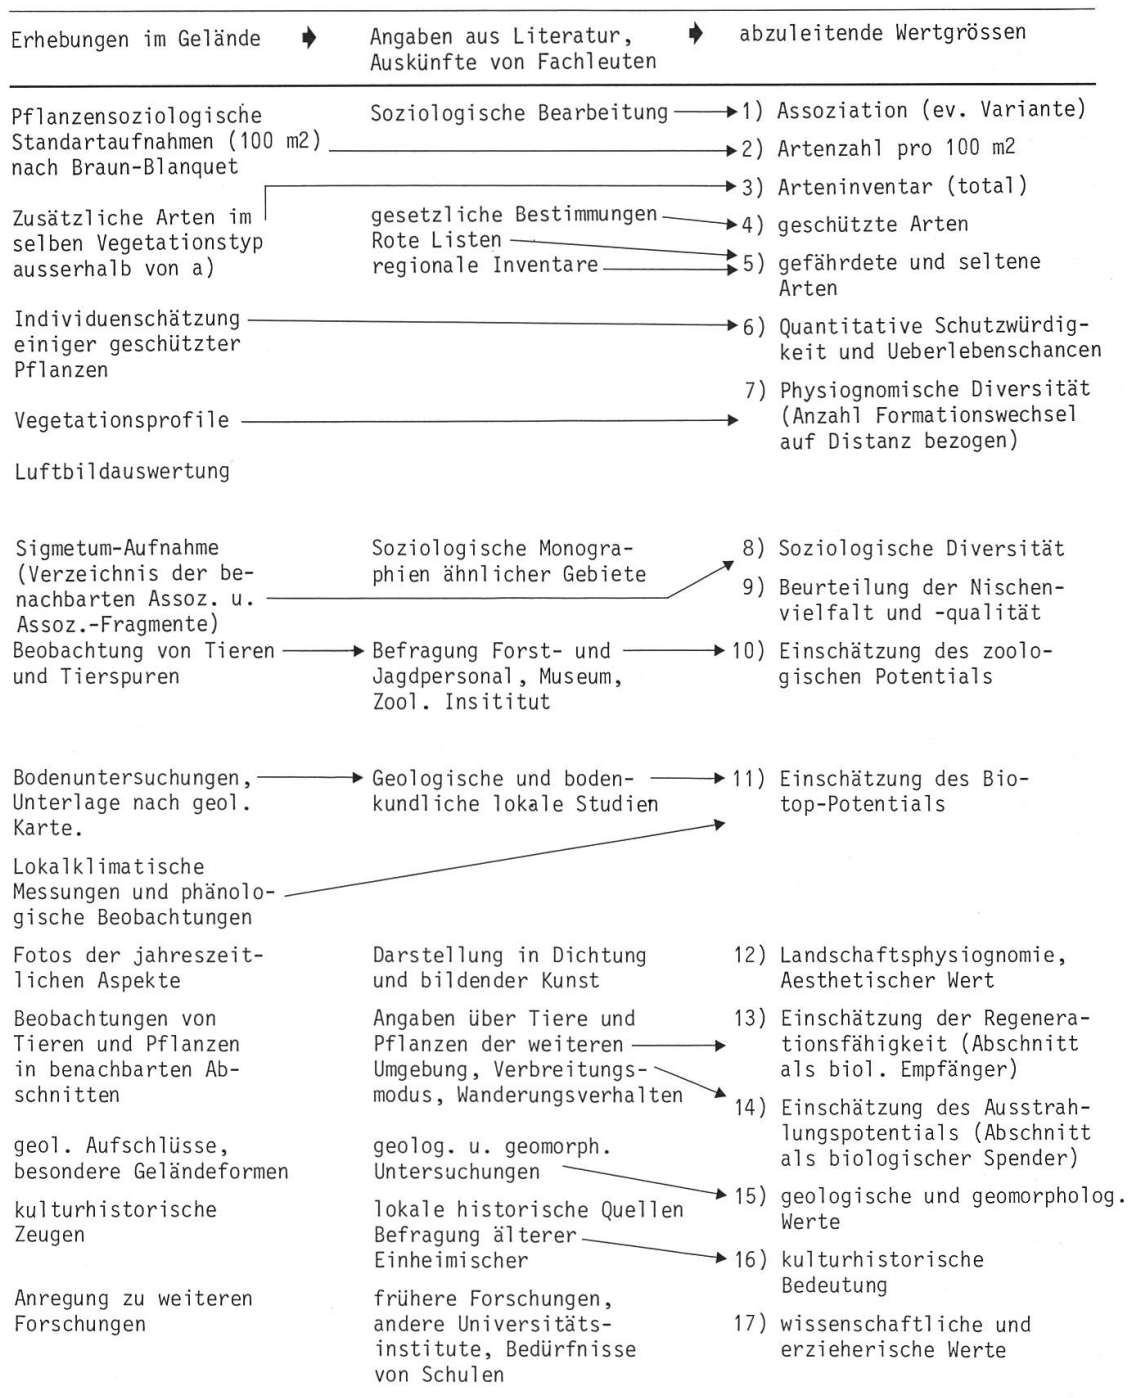 Erhebungen im Gelände
Angaben aus Literatur,
Auskünfte von Fachleuten
abzuleitende Wertgrössen
Pflanzensoziologische
Standartaufnahmen (100 m2)
nach Braun-Blanquet
Soziologische Bearbeitung
1) Assoziation (ev. Variante)
2) Artenzahl pro 100 m2
3) Arteninventar (total)
Zusätzliche Arten im
selben Vegetationstyp
ausserhalb von a)
gesetzliche Bestimmungen
Rote Listen
regionale Inventare
4) geschützte Arten
5) gefährdete und seltene
Arten
Individuenschätzung
einiger geschützter
Pflanzen
6) Quantitative Schutzwürdig-
keit und Ueberlebenschancen
Vegetationsprofile
7) Physiognomische Diversität
(Anzahl Formationswechsel
auf Distanz bezogen)
Luftbildauswertung
Sigmetum-Aufnahme
(Verzeichnis der be-
nachbarten Assoz. u.
Assoz.-Fragmente)
Soziologische Monogra-
phien ähnlicher Gebiete
8) Soziologische Diversität
9) Beurteilung der Nischen-
vielfalt und -qualität
Beobachtung von Tieren
und Tierspuren
Befragung Forst- und
Jagdpersonal, Museum,
Zool. Insititut
10) Einschätzung des zoolo-
gischen Potentials
Bodenuntersuchungen,
Unterlage nach geol.
Karte.
Geologische und boden-
kundliche lokale Studien
11) Einschätzung des Bio-
top-Potentials
Lokalklimatische
Messungen und phänolo-
gische Beobachtungen
Fotos der jahreszeit-
lichen Aspekte
Darstellung in Dichtung
und bildender Kunst
12) Landschaftsphysiognomie,
Aesthetischer Wert
Beobachtungen von
Tieren und Pflanzen
in benachbarten Ab-
schnitten
Angaben über Tiere und
Pflanzen der weiteren
Umgebung, Verbreitungs-
modus, Wanderungsverhalten
13) Einschätzung der Regenera-
tionsfähigkeit (Abschnitt
als biol. Empfänger)
14) Einschätzung des Ausstrah-
lungspotentials (Abschnitt
als biologischer Spender)
geol. Aufschlüsse,
besondere Geländeformen
geolog. u. geomorph.
Untersuchungen
15) geologische und geomorpholog.
Werte
kulturhistorische
Zeugen
lokale historische Quellen
Befragung älterer
Einheimischer
16) kulturhistorische
Bedeutung
Anregung zu weiteren
Forschungen
frühere Forschungen,
andere Universitäts-
institute, Bedürfnisse
von Schulen
17) wissenschaftliche und
erzieherische Werte